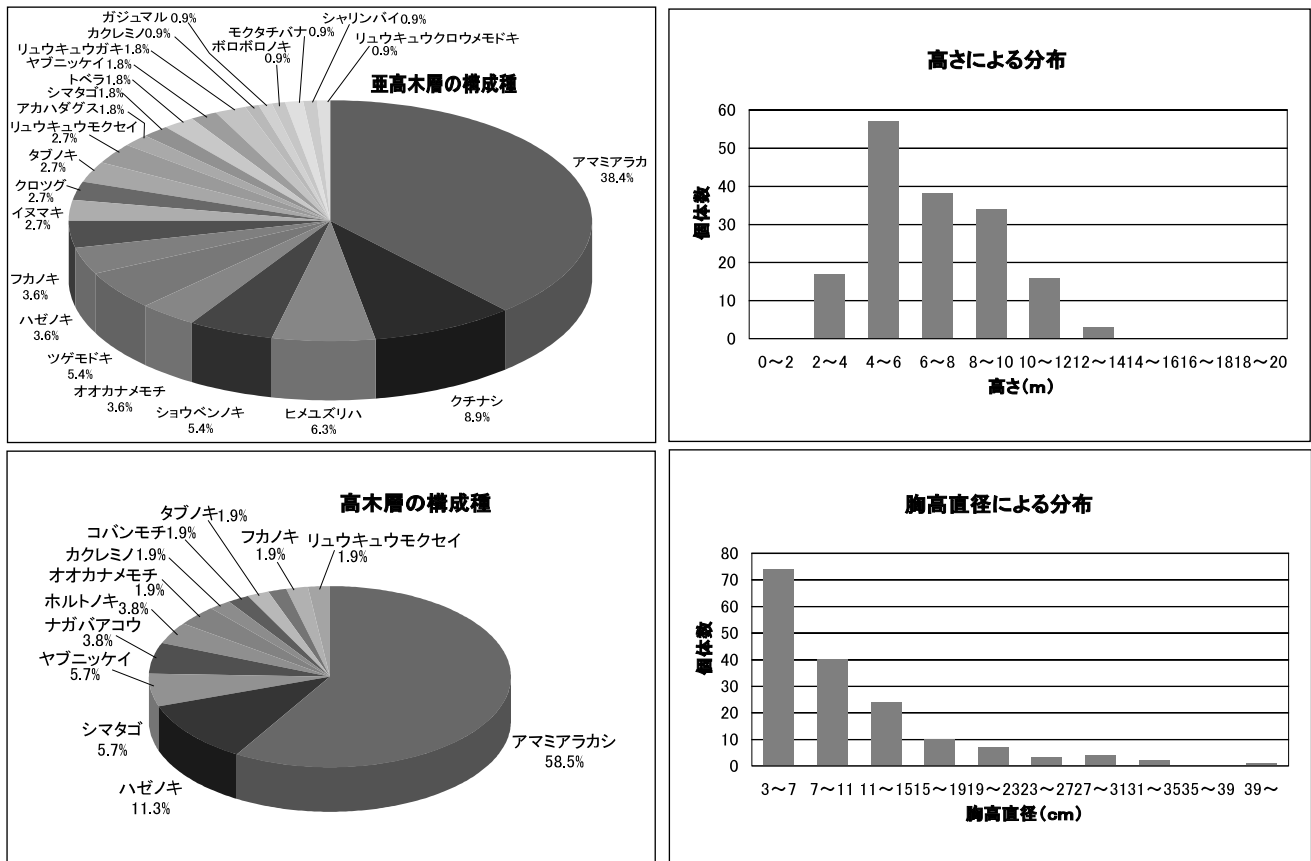 亜高木層の構成種
ガジュマル 0.9%
カクレミノ0.9%
リュウキュウガキ1.8%
ヤブニッケイ1.8%
トベラ1.8%
シマタゴ1.8%
アカハダグス1.8%
リュウキュウモクセイ
2.7%
タブノキ
2.7%
クロツグ
2.7%
イヌマキ
2.7%
フカノキ
3.6%
ハゼノキ
3.6%
ツゲモドキ
5.4%
オオカナメモチ
3.6%
ショウベンノキ
5.4%
ヒメユズリハ
6.3%
クチナシ
8.9%
アマミアラカ
38.4%
モクタチバナ0.9%
ボロボロノキ
0.9%
シャリンバイ0.9%
リュウキュウクロウメモドキ
0.9%
高さによる分布
個体数
60
50
40
30
20
10
0
0～2 2～4 4～6 6～8 8～10 10～12 12～14 14～16 16～18 18～20
高さ(m)
高木層の構成種
タブノキ1.9%
コバンモチ1.9%
カクレミノ1.9%
オオカナメモチ
1.9%
ホルトノキ
3.8%
ナガバアコウ
3.8%
ヤブニッケイ
5.7%
シマタゴ
5.7%
ハゼノキ
11.3%
アマミアラカシ
58.5%
フカノキ
1.9%
リュウキュウモクセイ
1.9%
胸高直径による分布
個体数
80
70
60
50
40
30
20
10
0
3～7 7～11 11～15 15～19 19～23 23～27 27～31 31～35 35～39 39～
胸高直径(cm)